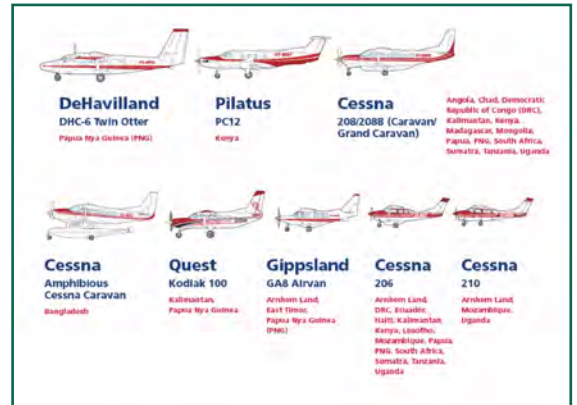 DeHavilland
DHC-6 Twin Otter
Papua Nya Guinea (PNG)
Pilatus
PC12
Kenya
Cessna
208/208B (Caravan/
Grand Caravan)
Angola, Chad, Democratic
Republic of Congo (DRC),
Kalimantan, Kenya,
Madagascar, Mongolia,
Papua, PNG, South Africa,
Sumatra, Tanzania, Uganda
Cessna
Amphibious
Cessna Caravan
Bangladesh
Quest
Kodiak 100
Kalimantan,
Papua Nya Guinea
Gippsland
GA8 Airvan
Arnhem Land,
East Timor,
Papua Nya Guinea
(PNG)
Cessna
206
Arnhem Land,
DRC, Ecuador,
Haiti, Kalimantan,
Kenya, Lesotho,
Mozambique, Papua,
PNG, South Africa,
Sumatra, Tanzania,
Uganda
Cessna
210
Arnhem Land,
Mozambique,
Uganda